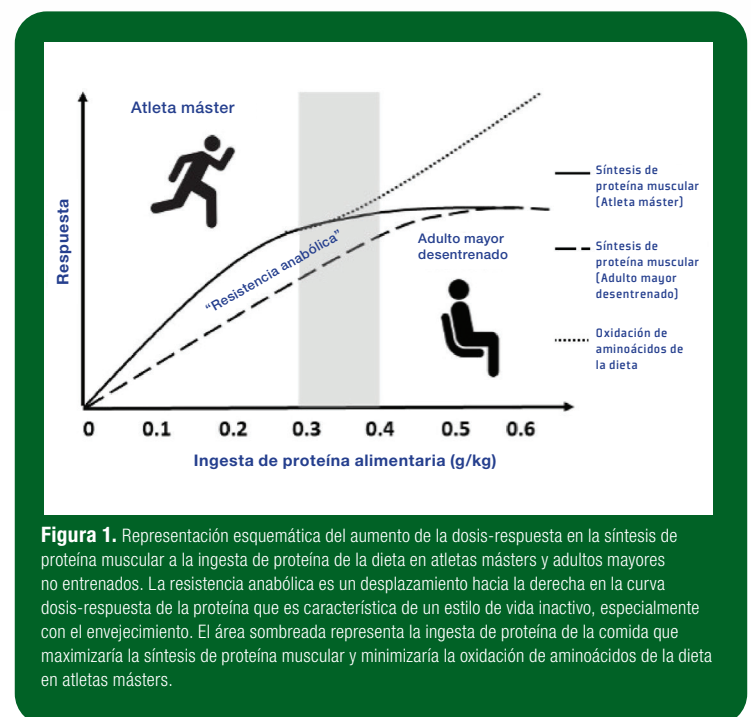 Atleta máster
Respuesta
"Resistencia anabólica"
Adulto mayor
desentrenado
Síntesis de
proteína muscular
(Atleta máster)
Síntesis de
proteína muscular
(Adulto mayor
desentrenado)
Oxidación de
aminoácidos de
la dieta
0 0.1 0.2 0.3 0.4 0.5 0.6
Ingesta de proteína alimentaria (g/kg)
Figura 1. Representación esquemática del aumento de la dosis-respuesta en la síntesis de
proteína muscular a la ingesta de proteína de la dieta en atletas másters y adultos mayores
no entrenados. La resistencia anabólica es un desplazamiento hacia la derecha en la curva
dosis-respuesta de la proteína que es característica de un estilo de vida inactivo, especialmente
con el envejecimiento. El área sombreada representa la ingesta de proteína de la comida que
maximizaría la síntesis de proteína muscular y minimizaría la oxidación de aminoácidos de la dieta
en atletas másters.